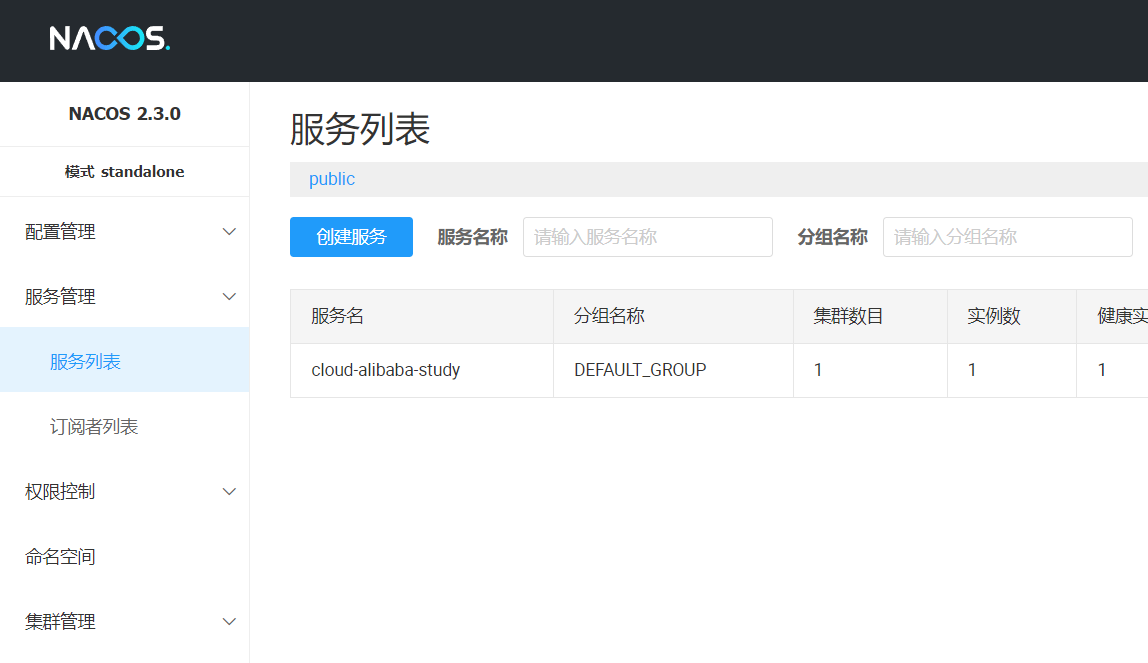 NACOS.
NACOS 2.3.0
模式 standalone
配置管理
服务管理
服务列表
订阅者列表
权限控制
命名空间
集群管理
服务列表
public
创建服务 服务名称 请输入服务名称 分组名称 请输入分组名称
服务名 分组名称 集群数目 实例数 健康实
cloud-alibaba-study DEFAULT_GROUP 1 1 1